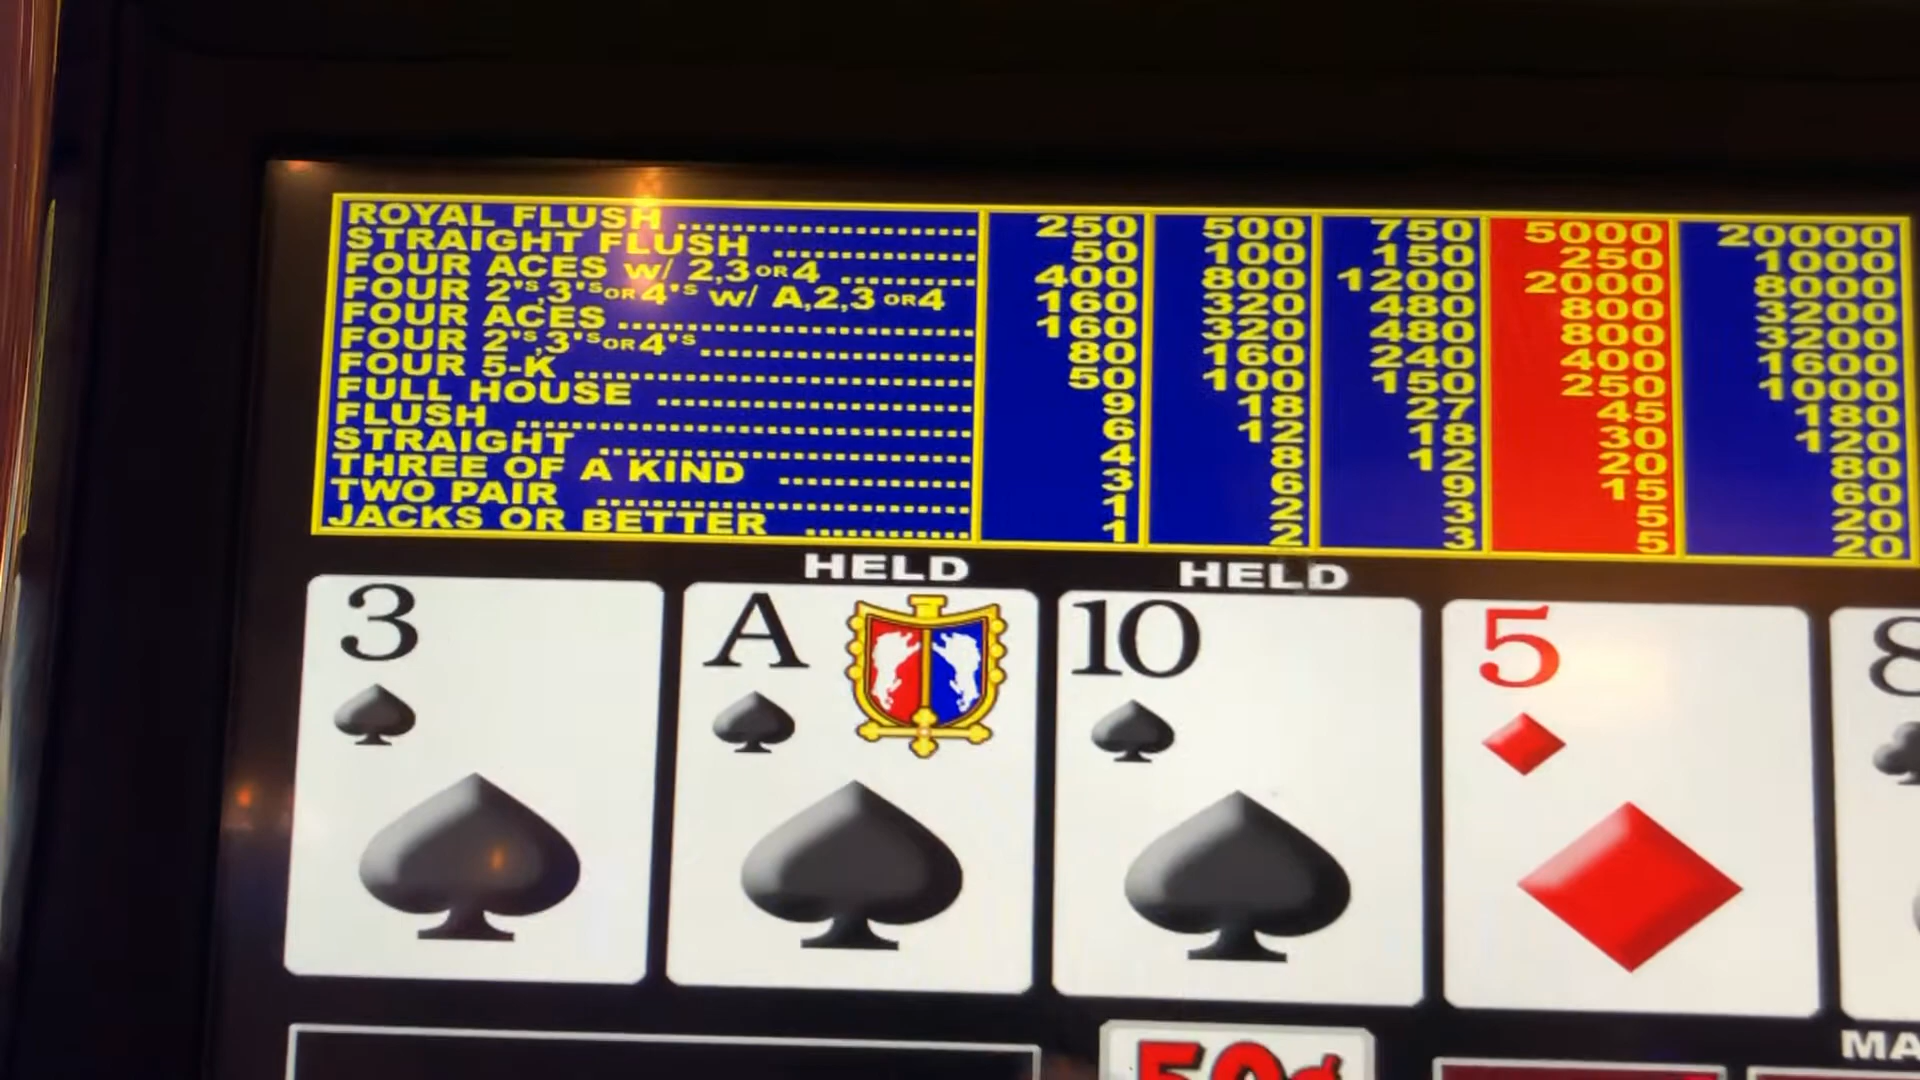 ROYAL FLUSH 250 500 750 5000 20000
STRAIGHT FLUSH 50 100 150 250 1000
FOUR ACES w/ 2,3 OR 4 400 800 1200 2000 8000
FOUR 2's,3's OR 4's w/ A,2,3 OR 4 160 320 480 800 3200
FOUR ACES 160 320 480 800 3200
FOUR 2's,3's OR 4's 80 160 240 400 1600
FOUR 5-K 50 100 150 250 1000
FULL HOUSE 9 18 27 45 180
FLUSH 6 12 18 30 120
STRAIGHT 4 8 12 20 80
THREE OF A KIND 3 6 9 15 60
TWO PAIR 1 2 3 5 20
JACKS OR BETTER 1 2 3 5 20
HELD HELD
3 A 10 5 8
50¢